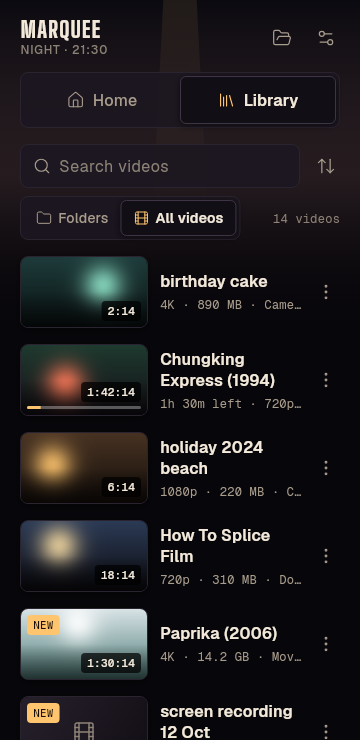 MARQUEE
NIGHT · 21:30
Home
Library
Search videos
Folders
All videos
14 videos
2:14
birthday cake
4K · 890 MB · Came…
1:42:14
Chungking
Express (1994)
1h 30m left · 720p…
6:14
holiday 2024
beach
1080p · 220 MB · C…
18:14
How To Splice
Film
720p · 310 MB · Do…
NEW
1:30:14
Paprika (2006)
4K · 14.2 GB · Mov…
NEW
screen recording
12 Oct